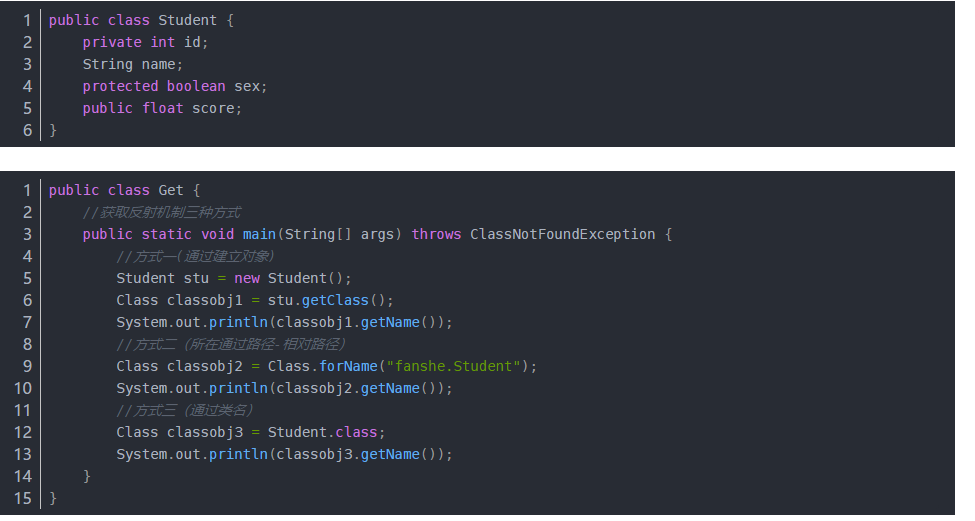 1 public class Student {
2     private int id;
3     String name;
4     protected boolean sex;
5     public float score;
6 }
1 public class Get {
2     //获取反射机制三种方式
3     public static void main(String[] args) throws ClassNotFoundException {
4         //方式一(通过建立对象)
5         Student stu = new Student();
6         Class classobj1 = stu.getClass();
7         System.out.println(classobj1.getName());
8         //方式二（所在通过路径-相对路径）
9         Class classobj2 = Class.forName("fanshe.Student");
10         System.out.println(classobj2.getName());
11         //方式三（通过类名）
12         Class classobj3 = Student.class;
13         System.out.println(classobj3.getName());
14     }
15 }